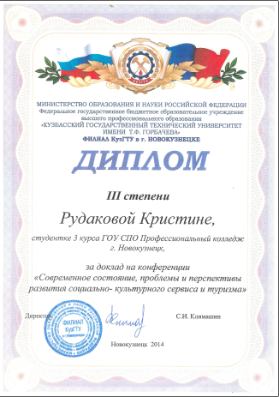 МИНИСТЕРСТВО ОБРАЗОВАНИЯ И НАУКИ РОССИЙСКОЙ ФЕДЕРАЦИИ
Федеральное государственное бюджетное образовательное учреждение
высшего профессионального образования
«КУЗБАССКИЙ ГОСУДАРСТВЕННЫЙ ТЕХНИЧЕСКИЙ УНИВЕРСИТЕТ
ИМЕНИ Т.Ф. ГОРБАЧЕВА»
ФИЛИАЛ КузГТУ в г. НОВОКУЗНЕЦКЕ
ДИПЛОМ
III степени
Рудаковой Кристине,
студентке 3 курса ГОУ СПО Профессиональный колледж
г. Новокузнецк,
за доклад на конференции
«Современное состояние, проблемы и перспективы
развития социально- культурного сервиса и туризма»
Директор
С.И. Климашин
ФИЛИАЛ
КузГТУ
Новокузнецк 2014